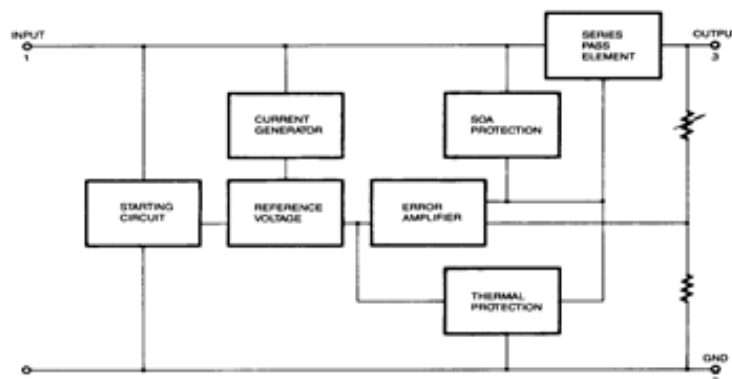 INPUT
1
SERIES
PASS
ELEMENT
OUTPU
3
CURRENT
GENERATOR
SOA
PROTECTION
STARTING
CIRCUIT
REFERENCE
VOLTAGE
ERROR
AMPLIFIER
THERMAL
PROTECTION
GND